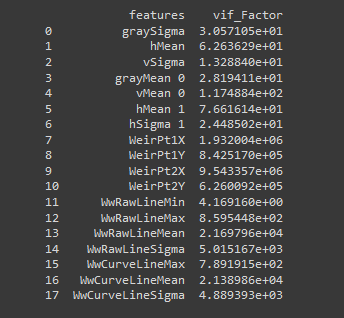 features vif_Factor
0 graySigma 3.057105e+01
1 hMean 6.263629e+01
2 vSigma 1.328840e+01
3 grayMean 0 2.819411e+01
4 vMean 0 1.174884e+02
5 hMean 1 7.661614e+01
6 hSigma 1 2.448502e+01
7 WeirPt1X 1.932004e+06
8 WeirPt1Y 8.425170e+05
9 WeirPt2X 9.543357e+06
10 WeirPt2Y 6.260092e+05
11 WwRawLineMin 4.169160e+00
12 WwRawLineMax 8.595448e+02
13 WwRawLineMean 2.169796e+04
14 WwRawLineSigma 5.015167e+03
15 WwCurveLineMax 7.891915e+02
16 WwCurveLineMean 2.138986e+04
17 WwCurveLineSigma 4.889393e+03